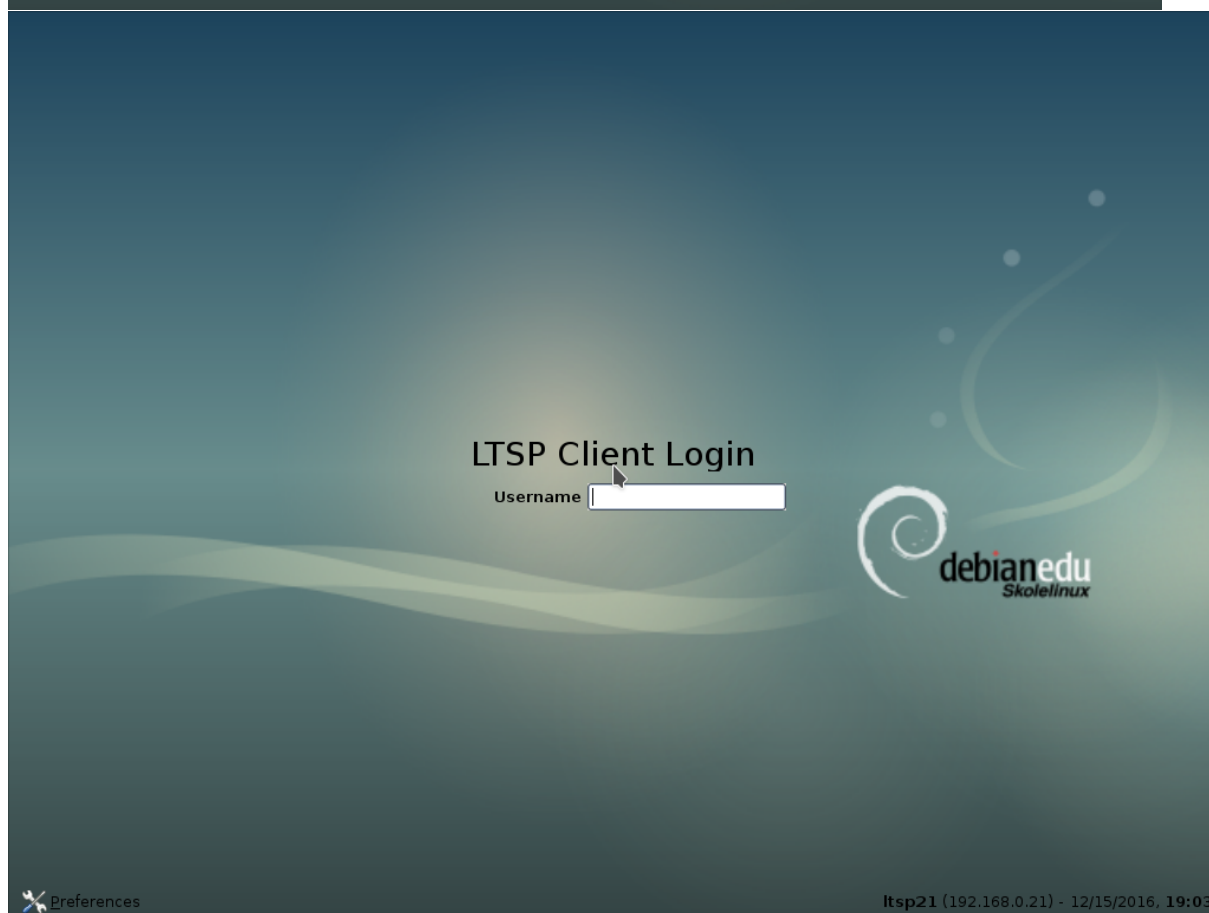 LTSP Client Login
Username
debianedu
Skolelinux
Preferences
ltsp21 (192.168.0.21) - 12/15/2016, 19:03